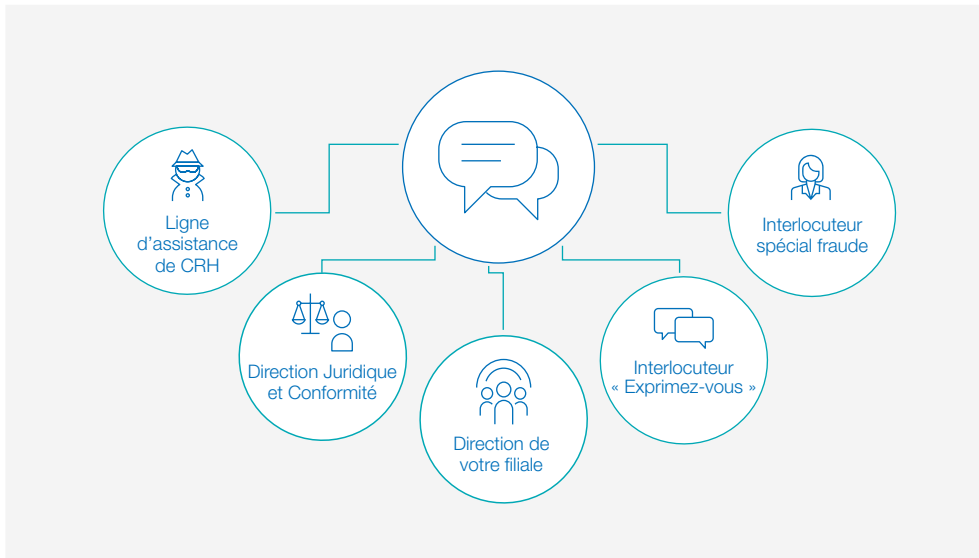 Ligne
d’assistance
de CRH
Direction Juridique
et Conformité
Direction de
votre filiale
Interlocuteur
« Exprimez-vous »
Interlocuteur
spécial fraude